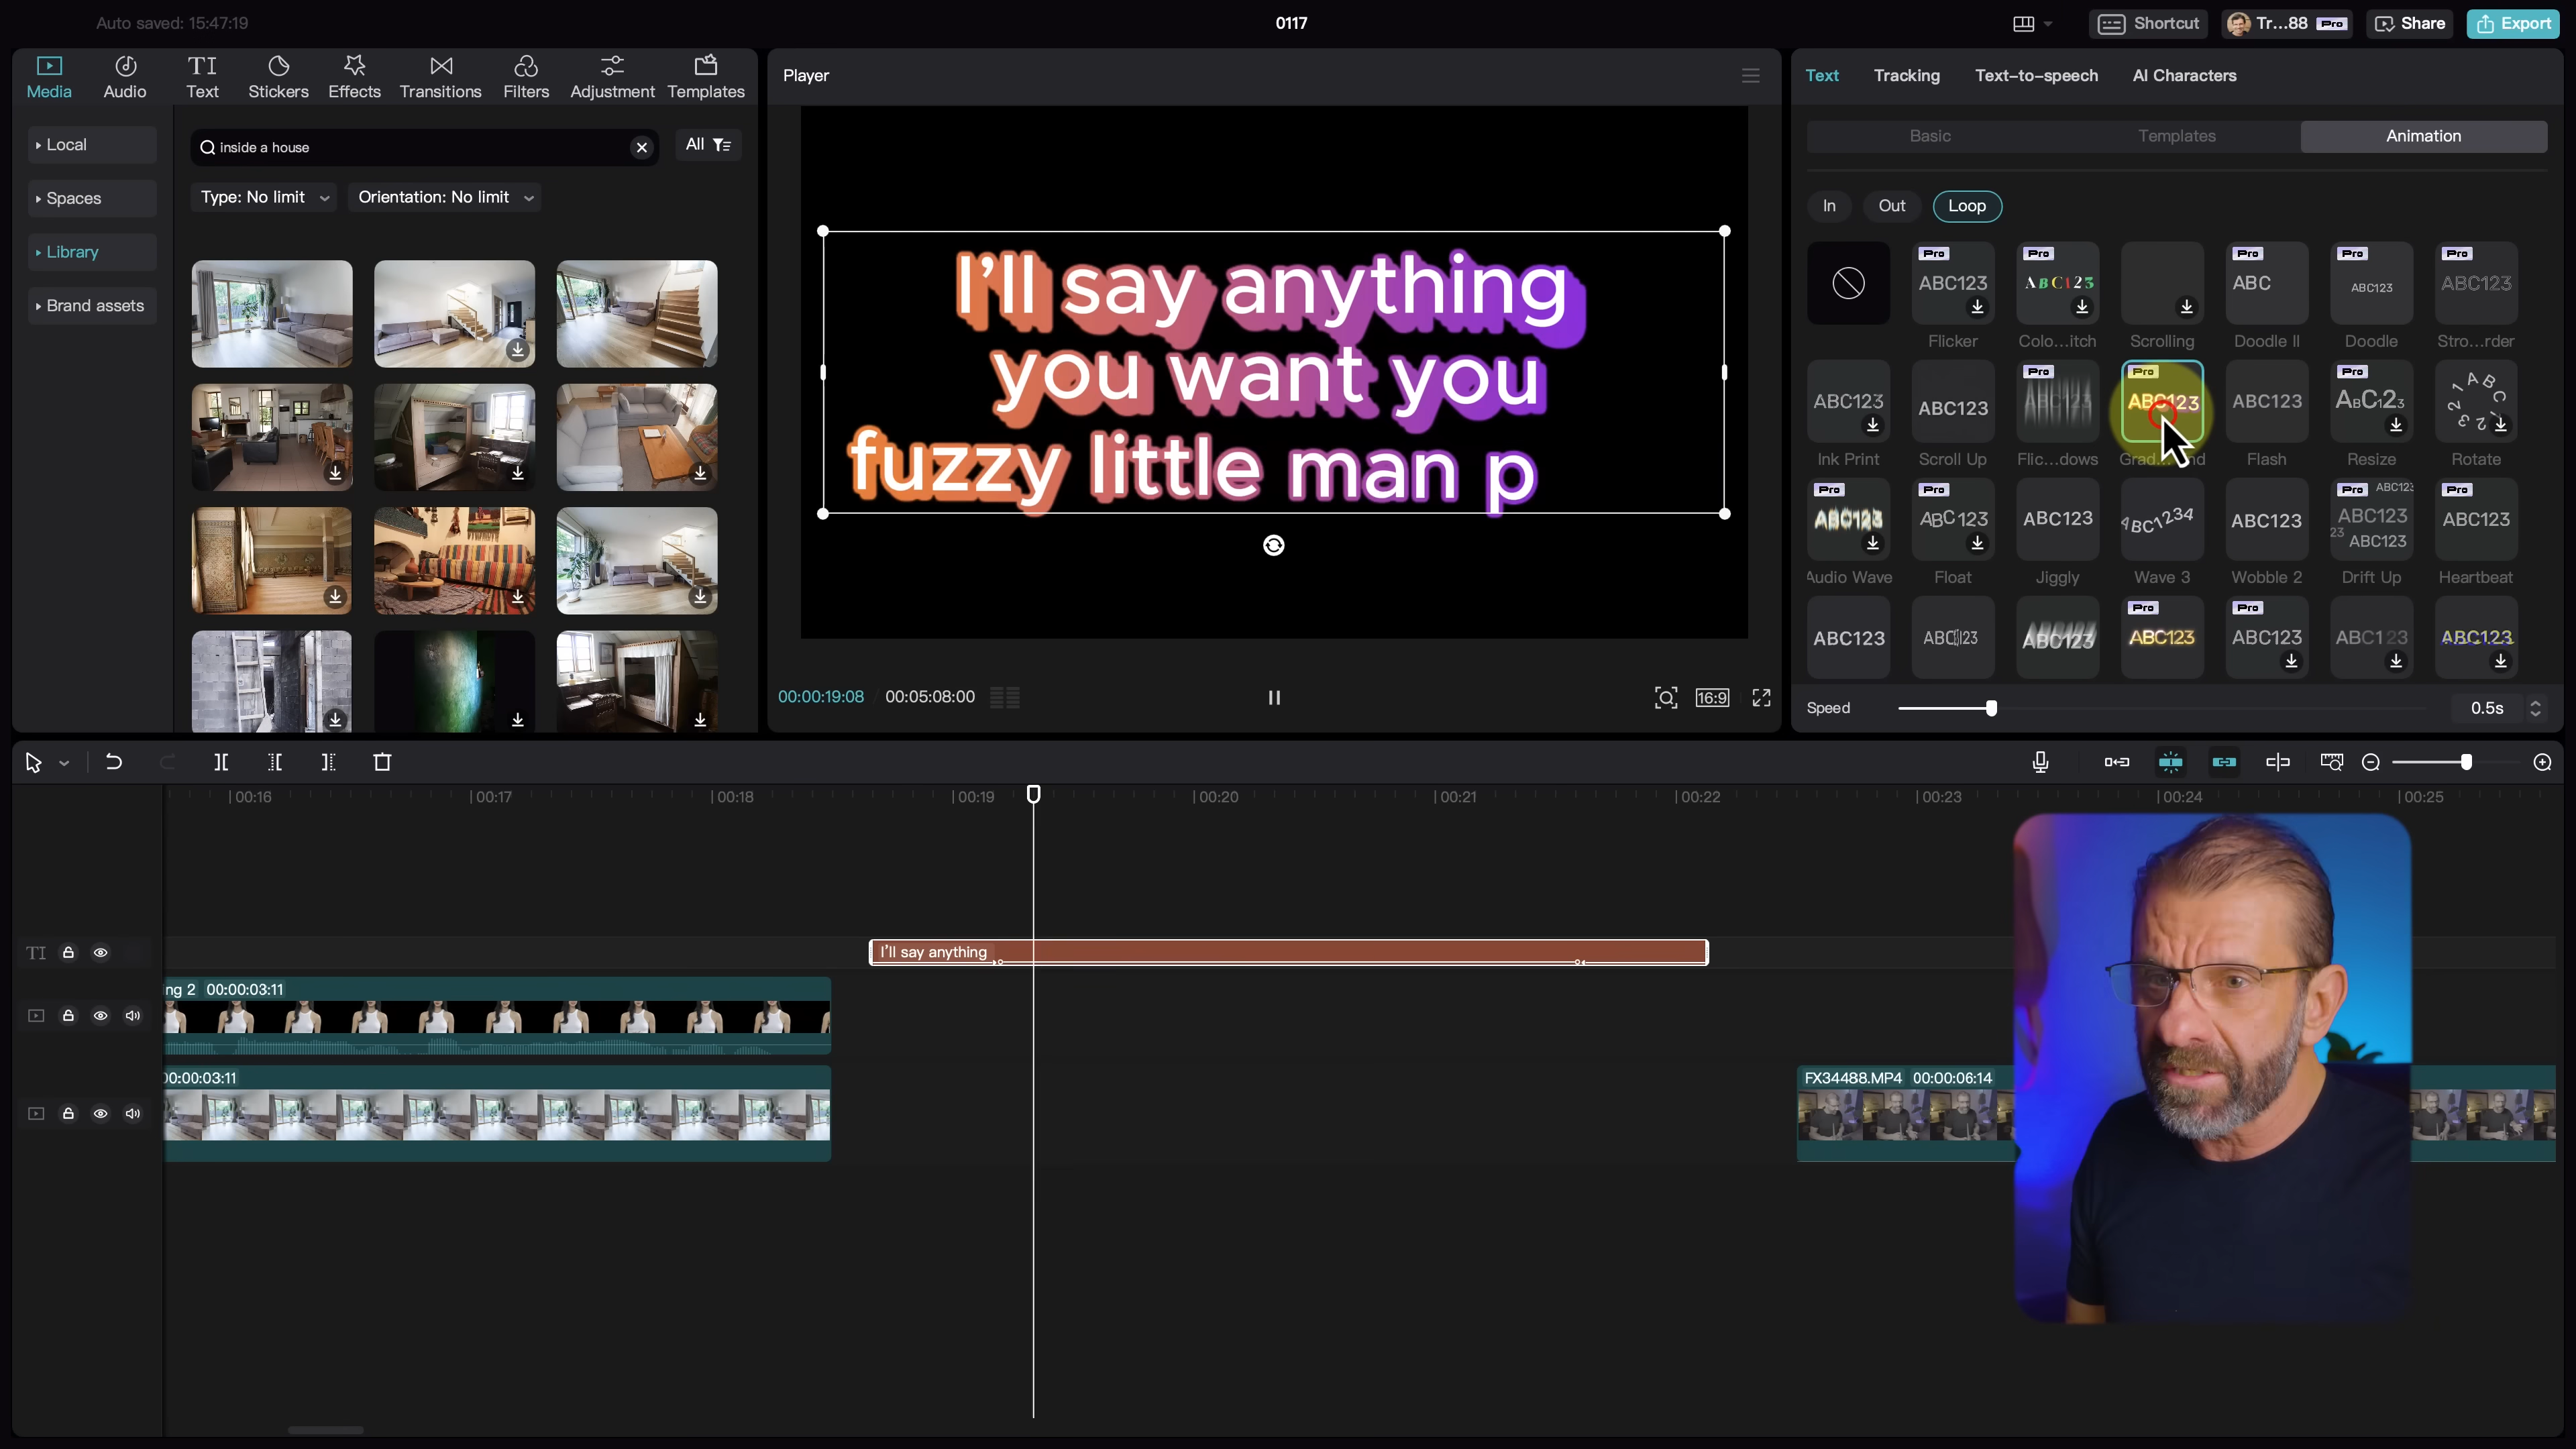 Auto saved: 15:47:19
0117
Shortcut
Tr...88 Pro
Share
Export
Media
Audio
Text
Stickers
Effects
Transitions
Filters
Adjustment
Templates
Local
Spaces
Library
Brand assets
inside a house
All
Type: No limit
Orientation: No limit
Player
I'll say anything
you want you
fuzzy little man p
00:00:19:08
00:05:08:00
16:9
Text
Tracking
Text-to-speech
AI Characters
Basic
Templates
Animation
In
Out
Loop
Pro
ABC123
Pro
ABC123
Pro
ABC
Pro
ABC123
Pro
ABC123
Flicker
Colo...itch
Scrolling
Doodle II
Doodle
Stro...rder
ABC123
ABC123
Pro
ABC123
Pro
ABC123
ABC123
Pro
ABC123
ABC123
Ink Print
Scroll Up
Flic...dows
Flash
Resize
Rotate
Pro
ABC123
Pro
ABC123
ABC123
ABC1234
ABC123
Pro
ABC123
ABC123
23
ABC123
Pro
ABC123
Audio Wave
Float
Jiggly
Wave 3
Wobble 2
Drift Up
Heartbeat
ABC123
ABC123
ABC123
Pro
ABC123
Pro
ABC123
ABC123
ABC123
Speed
0.5s
00:16
00:17
00:18
00:19
00:20
00:21
00:22
00:23
00:24
00:25
TI
I'll say anything
ng 2 00:00:03:11
00:00:03:11
FX34488.MP4 00:00:06:14